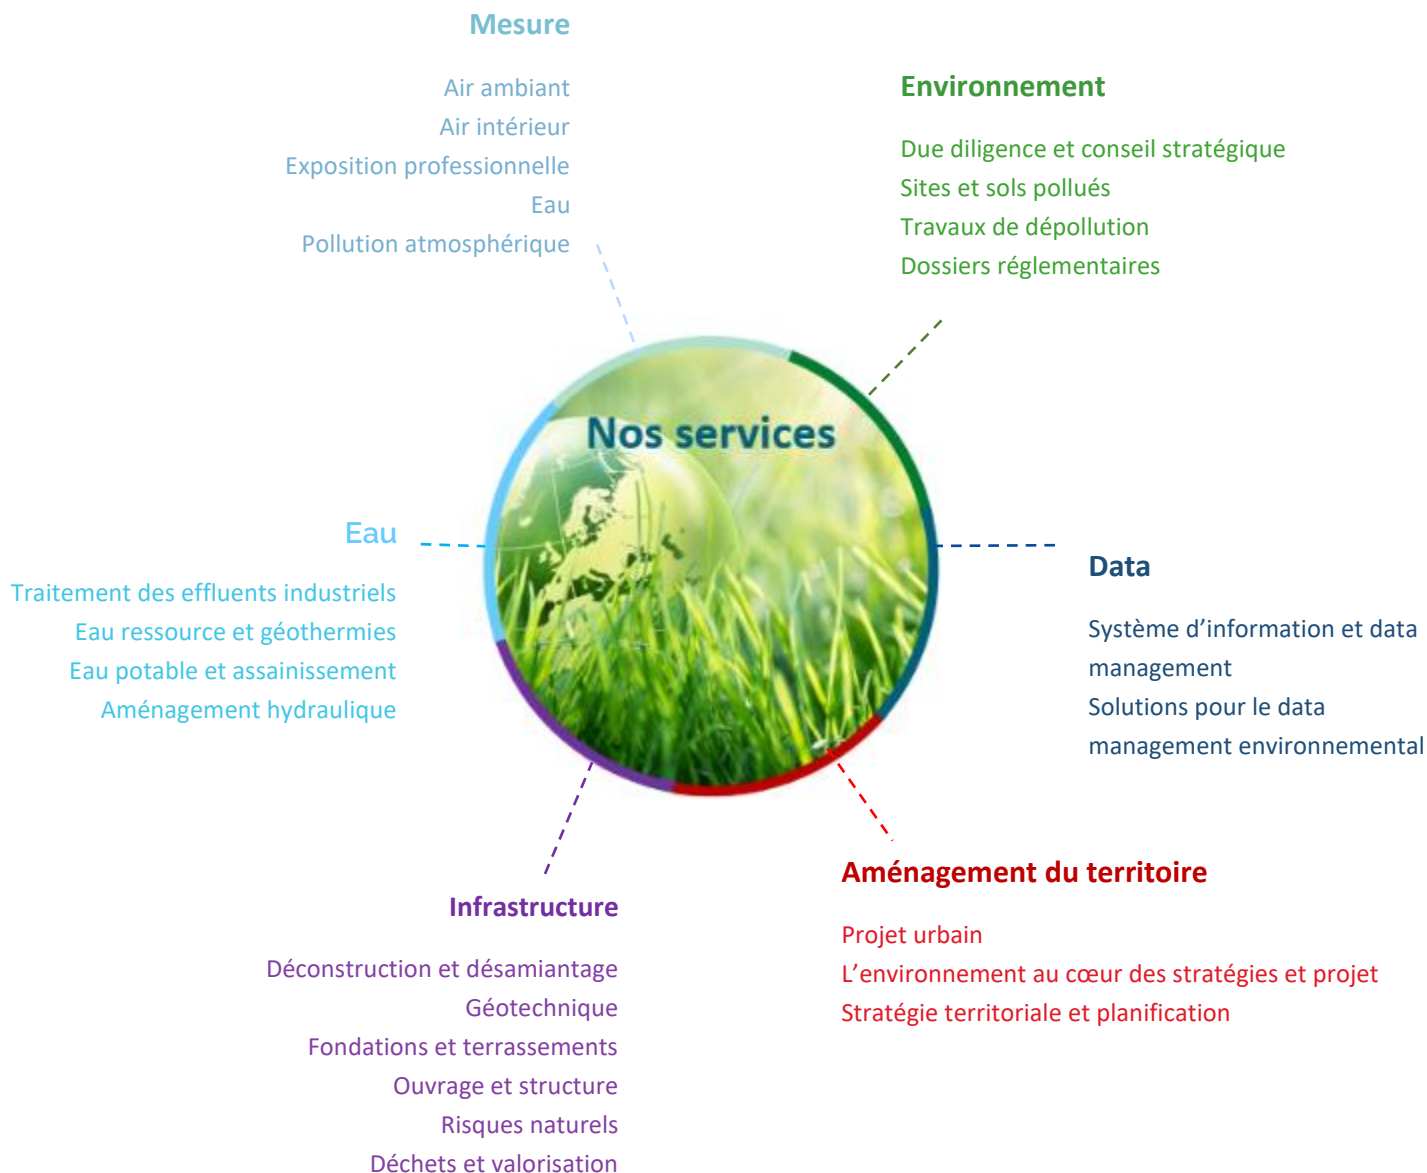 Mesure
Air ambiant
Air intérieur
Exposition professionnelle
Eau
Pollution atmosphérique
Environnement
Due diligence et conseil stratégique
Sites et sols pollués
Travaux de dépollution
Dossiers réglementaires
Nos services
Eau
Traitement des effluents industriels
Eau ressource et géothermies
Eau potable et assainissement
Aménagement hydraulique
Data
Système d’information et data
management
Solutions pour le data
management environnemental
Infrastructure
Déconstruction et désamiantage
Géotechnique
Fondations et terrassements
Ouvrage et structure
Risques naturels
Déchets et valorisation
Aménagement du territoire
Projet urbain
L’environnement au cœur des stratégies et projet
Stratégie territoriale et planification